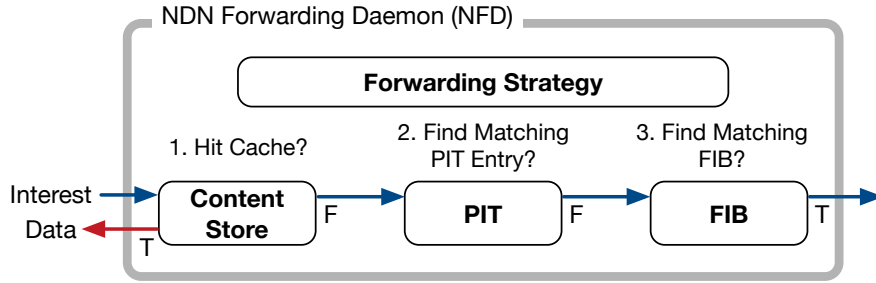 NDN Forwarding Daemon (NFD)
Forwarding Strategy
1. Hit Cache?
2. Find Matching
PIT Entry?
3. Find Matching
FIB?
Interest
Data
Content
Store
T
F
PIT
F
FIB
T